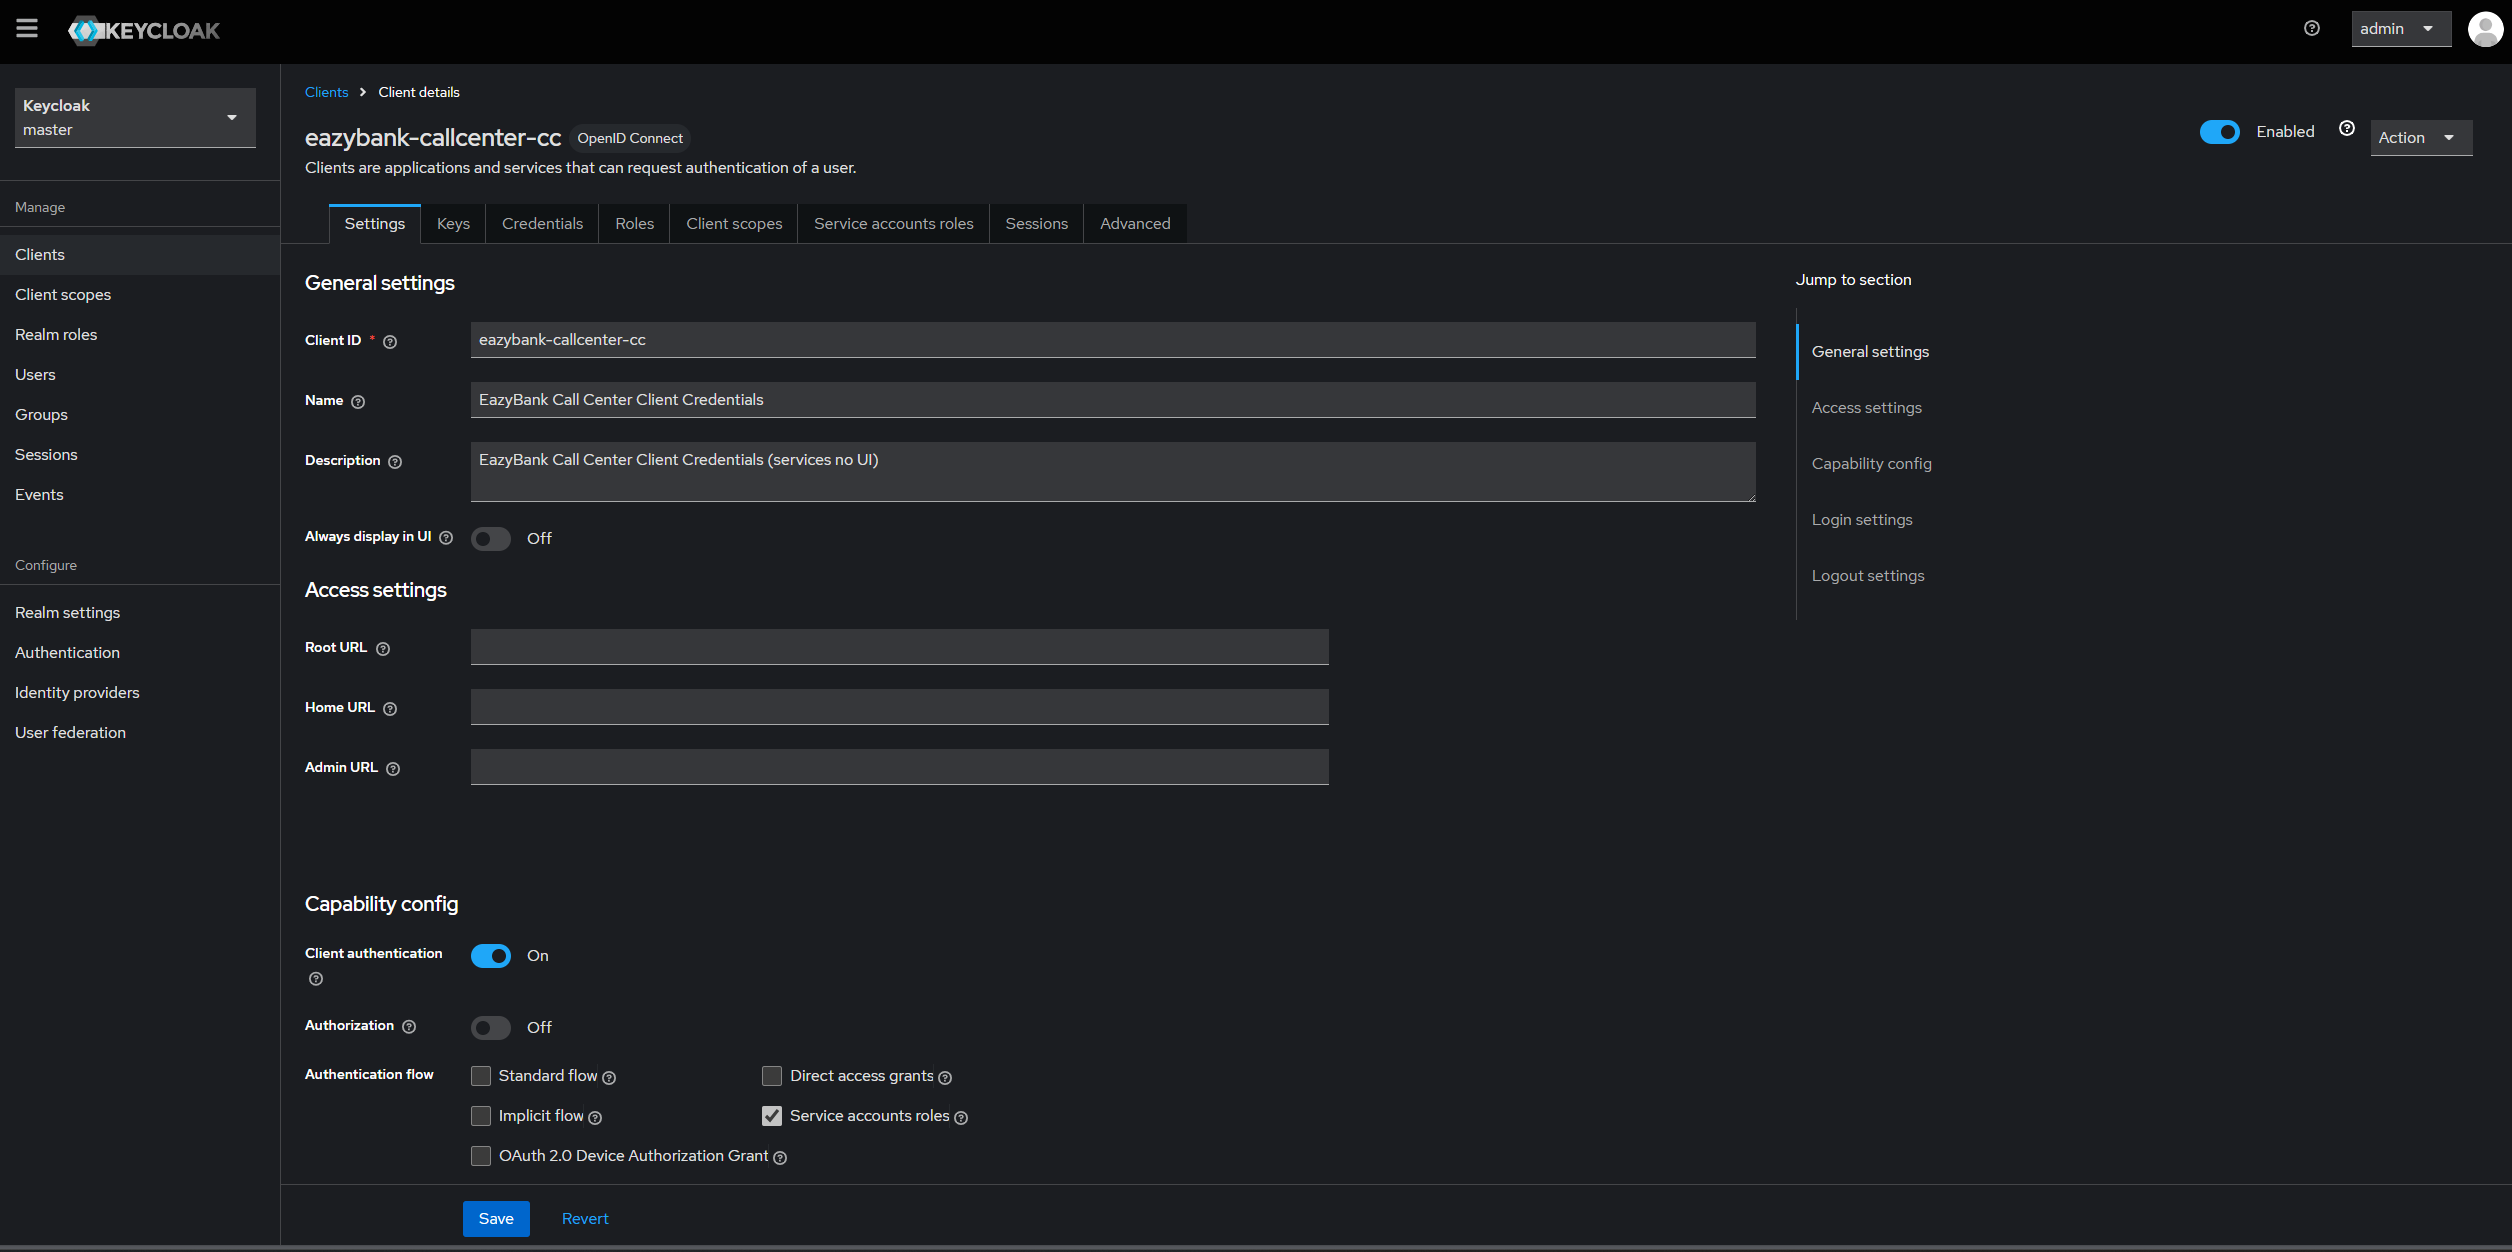 KEYCLOAK
admin
Keycloak
master
Manage
Clients
Client scopes
Realm roles
Users
Groups
Sessions
Events
Configure
Realm settings
Authentication
Identity providers
User federation
Clients > Client details
eazybank-callcenter-cc OpenID Connect
Clients are applications and services that can request authentication of a user.
Enabled
Action
Settings Keys Credentials Roles Client scopes Service accounts roles Sessions Advanced
General settings
Client ID * eazybank-callcenter-cc
Name EazyBank Call Center Client Credentials
Description EazyBank Call Center Client Credentials (services no UI)
Always display in UI Off
Access settings
Root URL
Home URL
Admin URL
Capability config
Client authentication On
Authorization Off
Authentication flow Standard flow Direct access grants
Implicit flow Service accounts roles
OAuth 2.0 Device Authorization Grant
Save Revert
Jump to section
General settings
Access settings
Capability config
Login settings
Logout settings